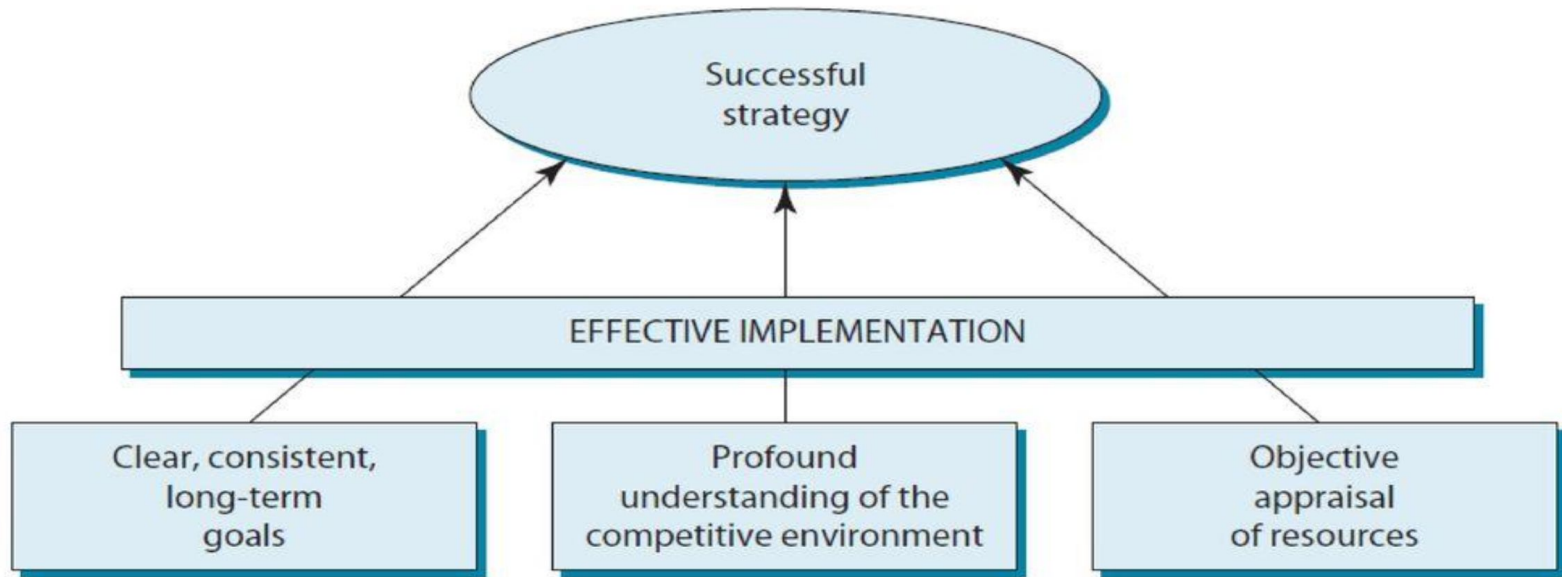 Successful
strategy
EFFECTIVE IMPLEMENTATION
Clear, consistent,
long-term
goals
Profound
understanding of the
competitive environment
Objective
appraisal
of resources